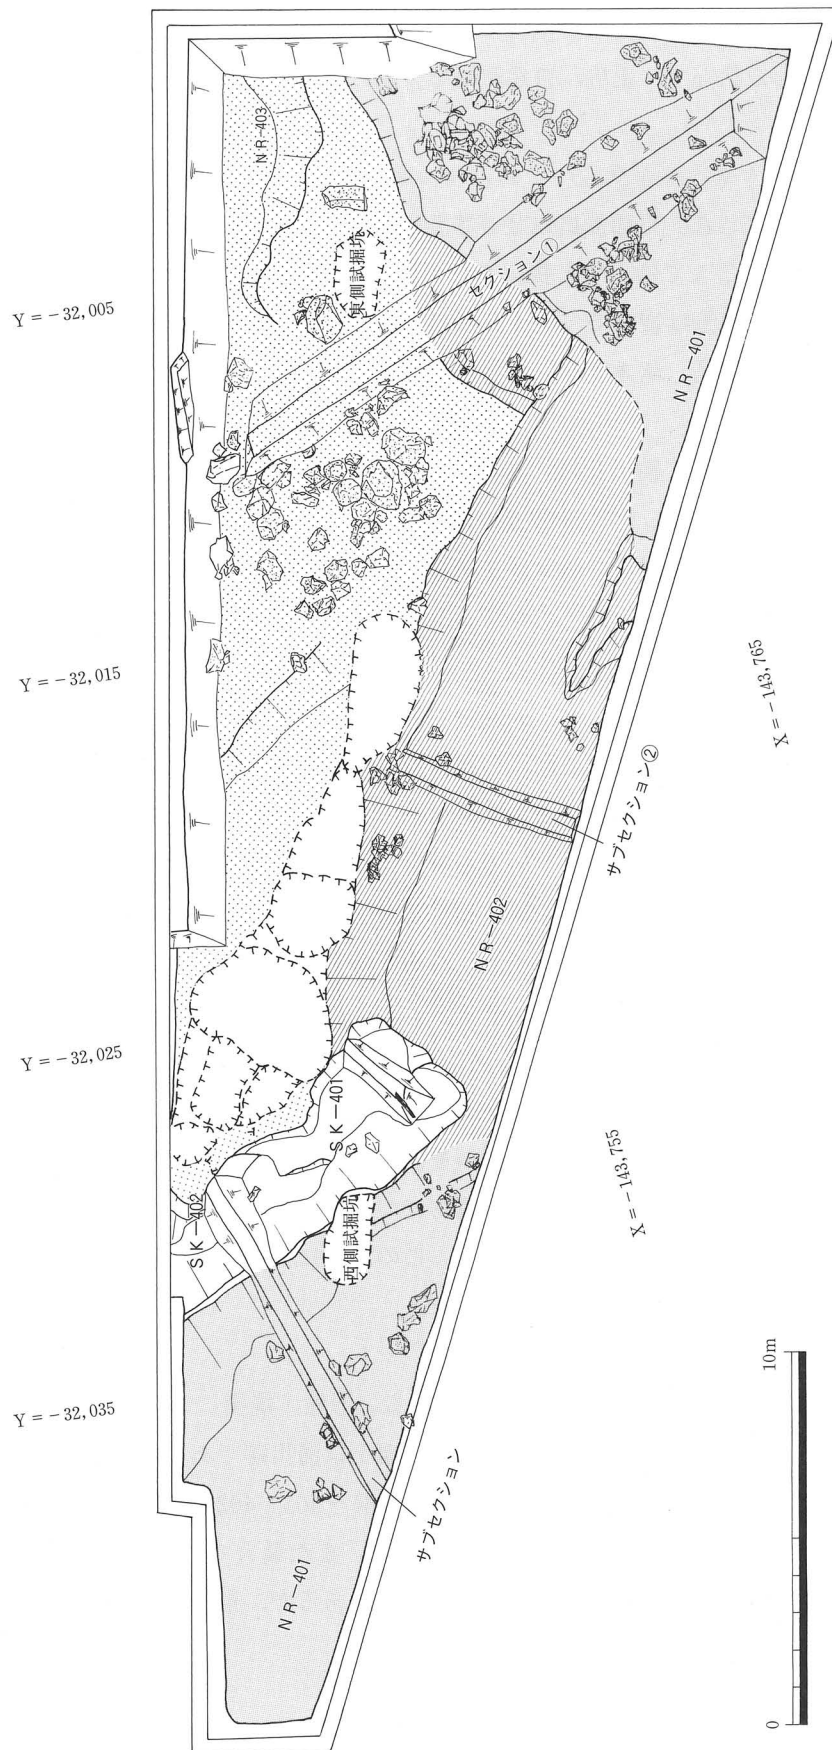 Y=-32,005
Y=-32,015
Y=-32,025
Y=-32,035
NR-403
東側試掘坑
セクション①
NR-401
X=-143,765
サブセクション②
NR-402
SK-401
SK-402
X=-143,755
西側試掘坑
サブセクション
NR-401
0
10m